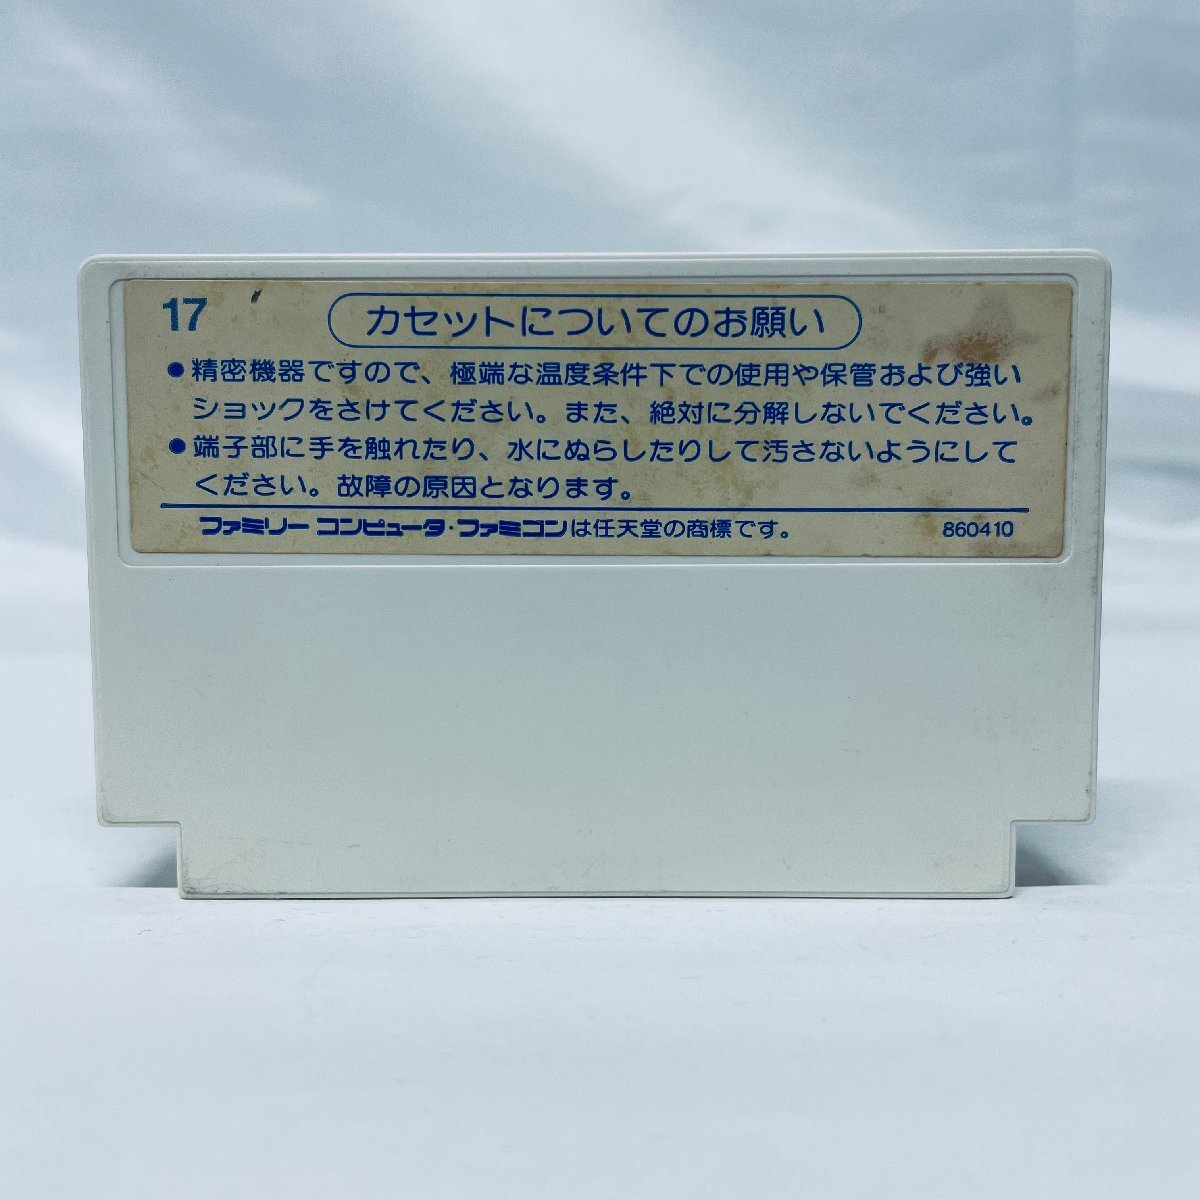 17
カセットについてのお願い
●精密機器ですので、極端な温度条件下での使用や保管および強い
ショックをさけてください。また、絶対に分解しないでください。
●端子部に手を触れたり、水にぬらしたりして汚さないようにして
ください。故障の原因となります。
ファミリーコンピュータ・ファミコンは任天堂の商標です。 860410